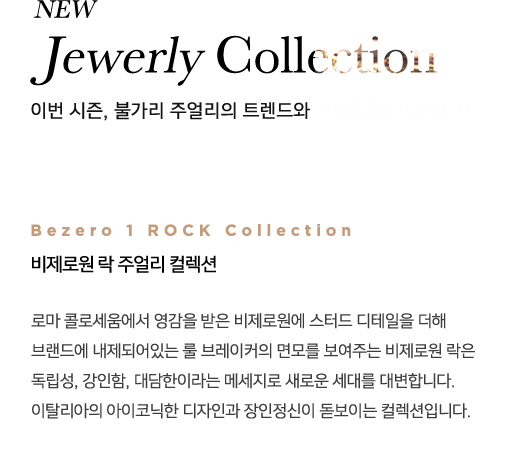 NEW
Jewerly Collection
이번 시즌, 불가리 주얼리의 트렌드와
Bezero 1 ROCK Collection
비제로원 락 주얼리 컬렉션
로마 콜로세움에서 영감을 받은 비제로원에 스터드 디테일을 더해
브랜드에 내제되어있는 룰 브레이커의 면모를 보여주는 비제로원 락은
독립성, 강인함, 대담한이라는 메세지로 새로운 세대를 대변합니다.
이탈리아의 아이코닉한 디자인과 장인정신이 돋보이는 컬렉션입니다.